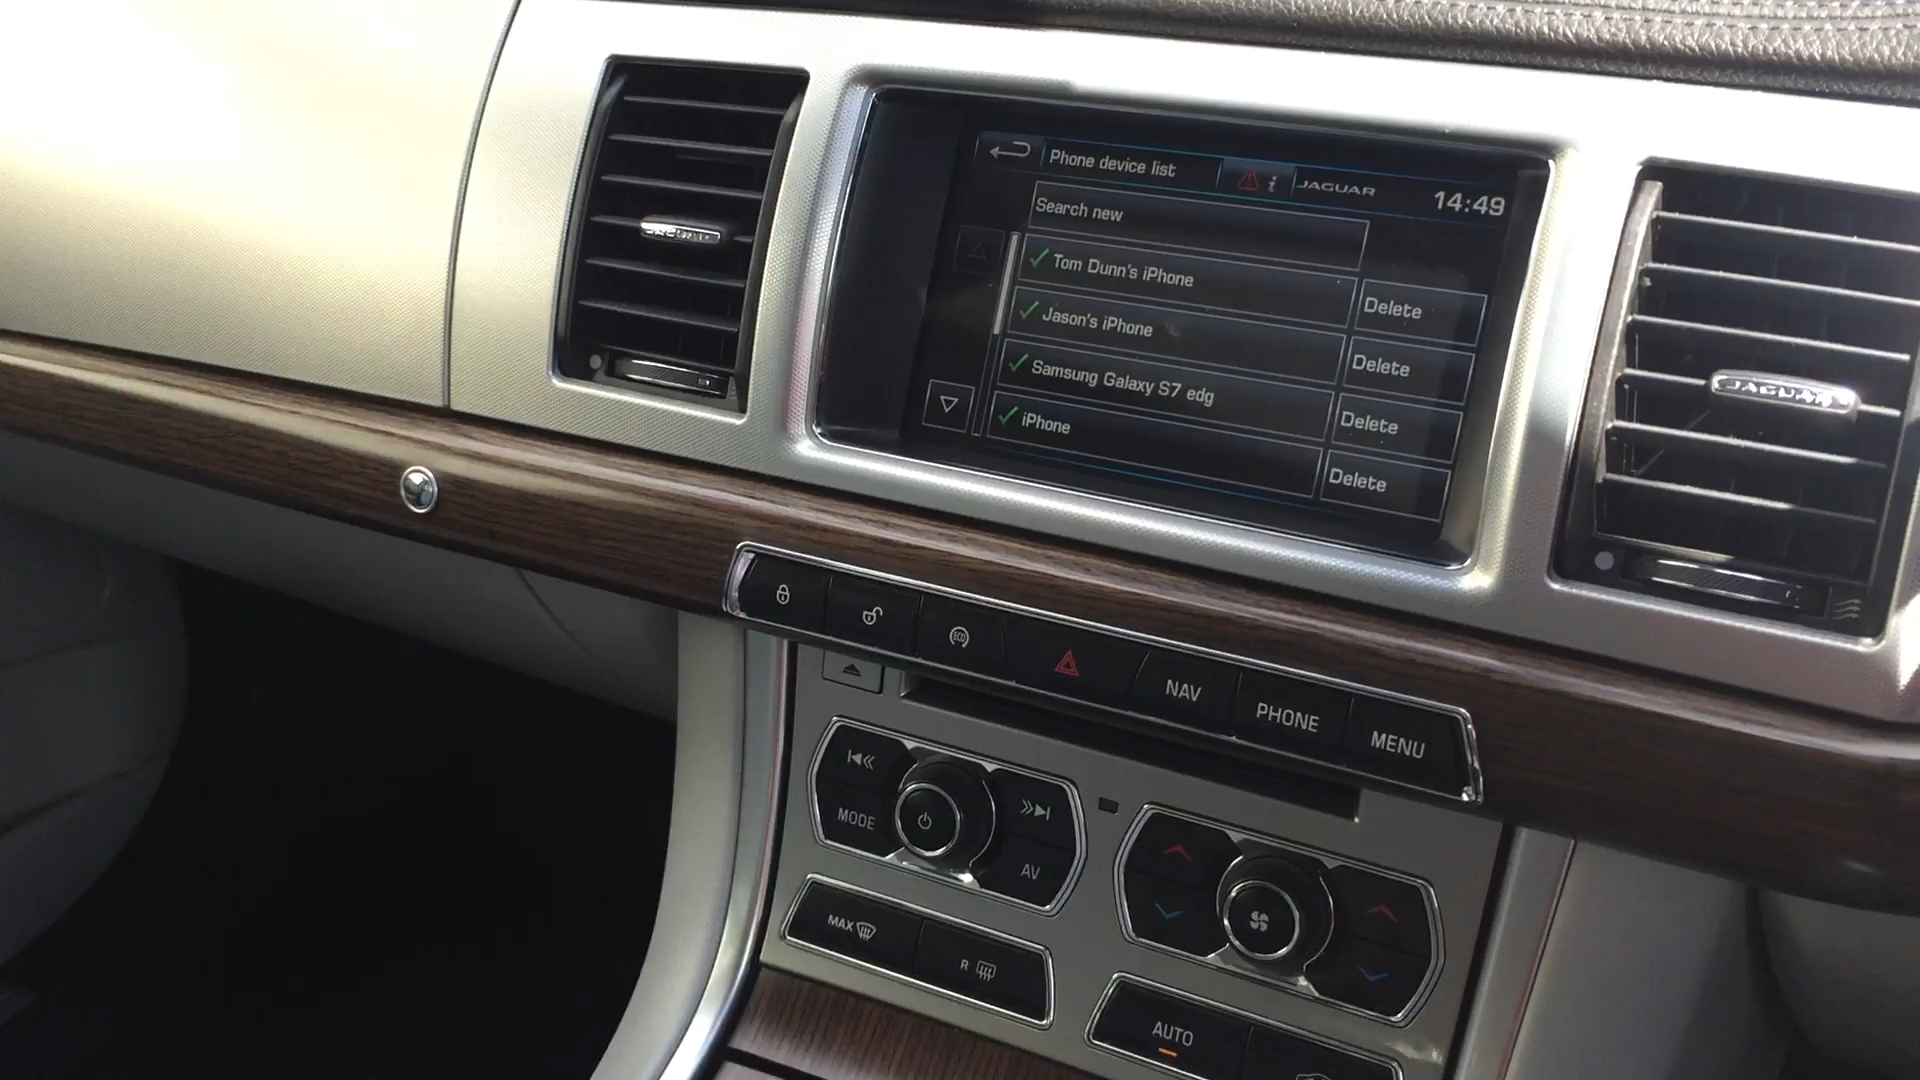 Phone device list
i
JAGUAR
14:49
Search new
Tom Dunn's iPhone
Delete
Jason's iPhone
Delete
Samsung Galaxy S7 edg
Delete
iPhone
Delete
JAGUAR
ECO
NAV
PHONE
MENU
MODE
AV
MAX
R
AUTO